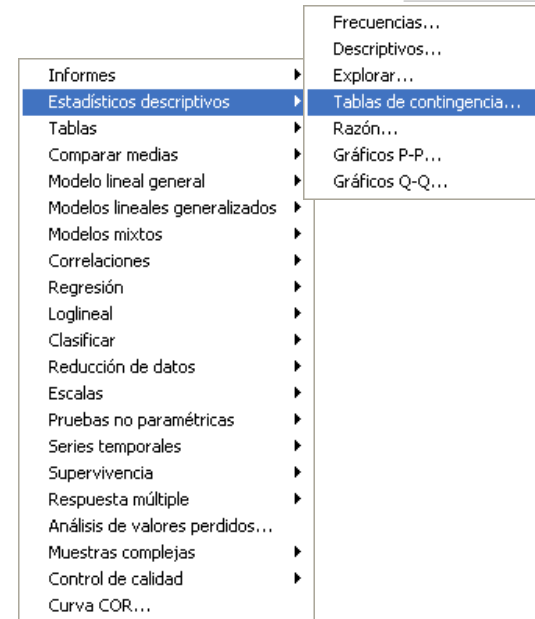 Frecuencias...
Descriptivos...
Explorar...
Tablas de contingencia...
Razón...
Gráficos P-P...
Gráficos Q-Q...
Informes
Estadísticos descriptivos
Tablas
Comparar medias
Modelo lineal general
Modelos lineales generalizados
Modelos mixtos
Correlaciones
Regresión
Loglineal
Clasificar
Reducción de datos
Escalas
Pruebas no paramétricas
Series temporales
Supervivencia
Respuesta múltiple
Análisis de valores perdidos...
Muestras complejas
Control de calidad
Curva COR...